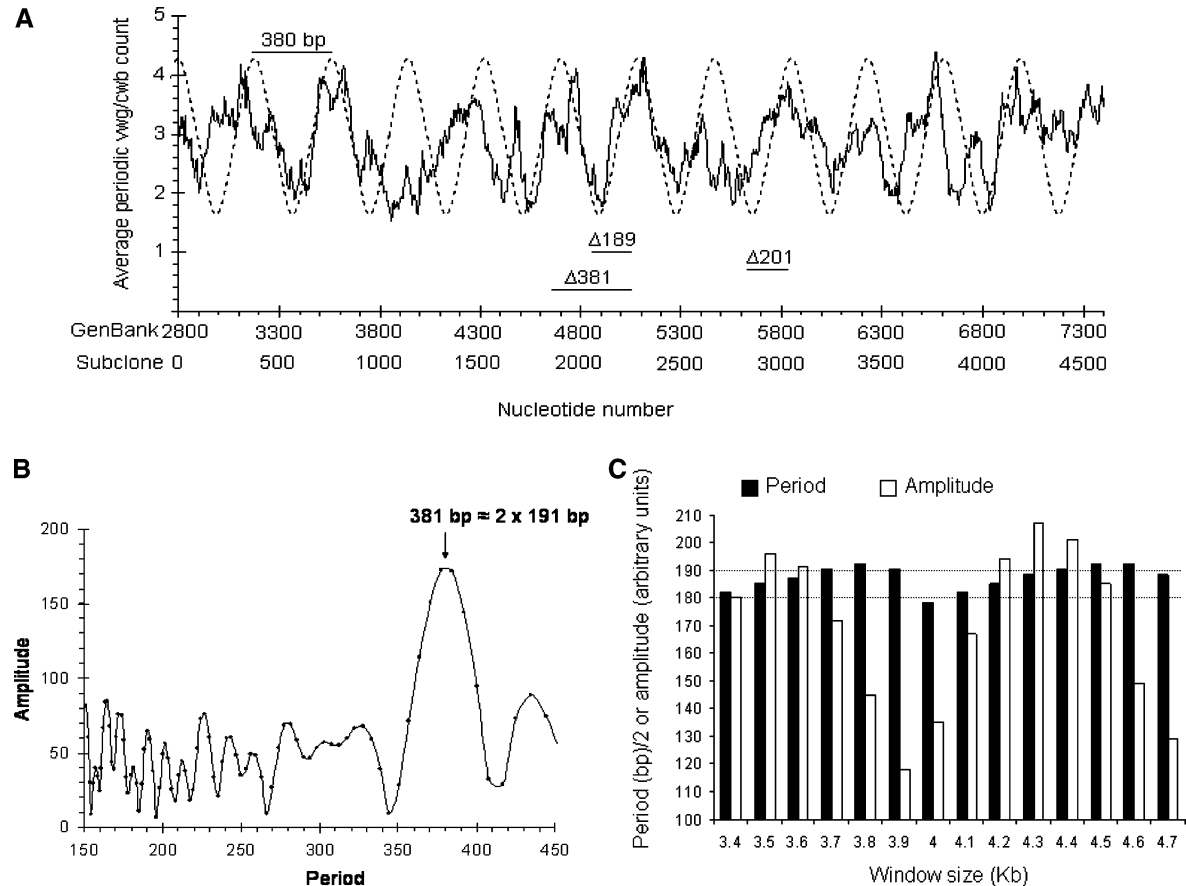 A
Average periodic vwg/cwb count
5
4
3
2
1
380 bp
Δ189
Δ201
Δ381
GenBank 2800 3300 3800 4300 4800 5300 5800 6300 6800 7300
Subclone 0 500 1000 1500 2000 2500 3000 3500 4000 4500
Nucleotide number
B
381 bp ≅ 2 x 191 bp
Amplitude
200
150
100
50
0
150 200 250 300 350 400 450
Period
C
Period Amplitude
Period (bp)/2 or amplitude (arbitrary units)
210
200
190
180
170
160
150
140
130
120
110
100
3.4 3.5 3.6 3.7 3.8 3.9 4 4.1 4.2 4.3 4.4 4.5 4.6 4.7
Window size (Kb)